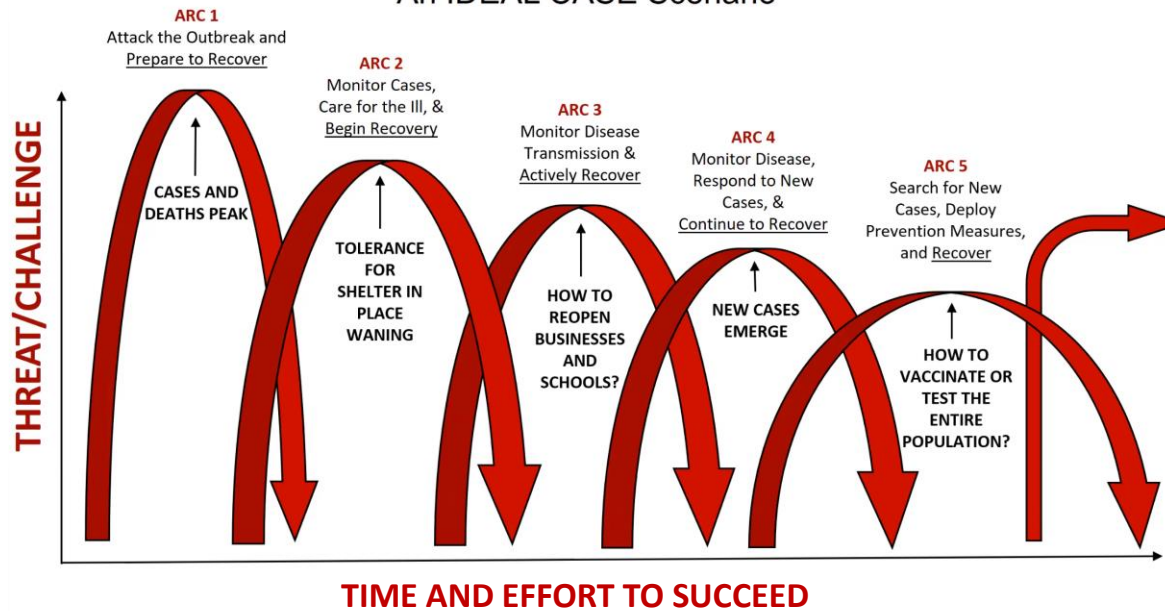 An IDEAL CASE Scenario
ARC 1
Attack the Outbreak and
Prepare to Recover
ARC 2
Monitor Cases,
Care for the Ill, &
Begin Recovery
ARC 3
Monitor Disease
Transmission &
Actively Recover
ARC 4
Monitor Disease,
Respond to New
Cases, &
Continue to Recover
ARC 5
Search for New
Cases, Deploy
Prevention Measures,
and Recover
THREAT/CHALLENGE
CASES AND
DEATHS PEAK
TOLERANCE
FOR
SHELTER IN
PLACE
WANING
HOW TO
REOPEN
BUSINESSES
AND
SCHOOLS?
NEW CASES
EMERGE
HOW TO
VACCINATE OR
TEST THE
ENTIRE
POPULATION?
TIME AND EFFORT TO SUCCEED